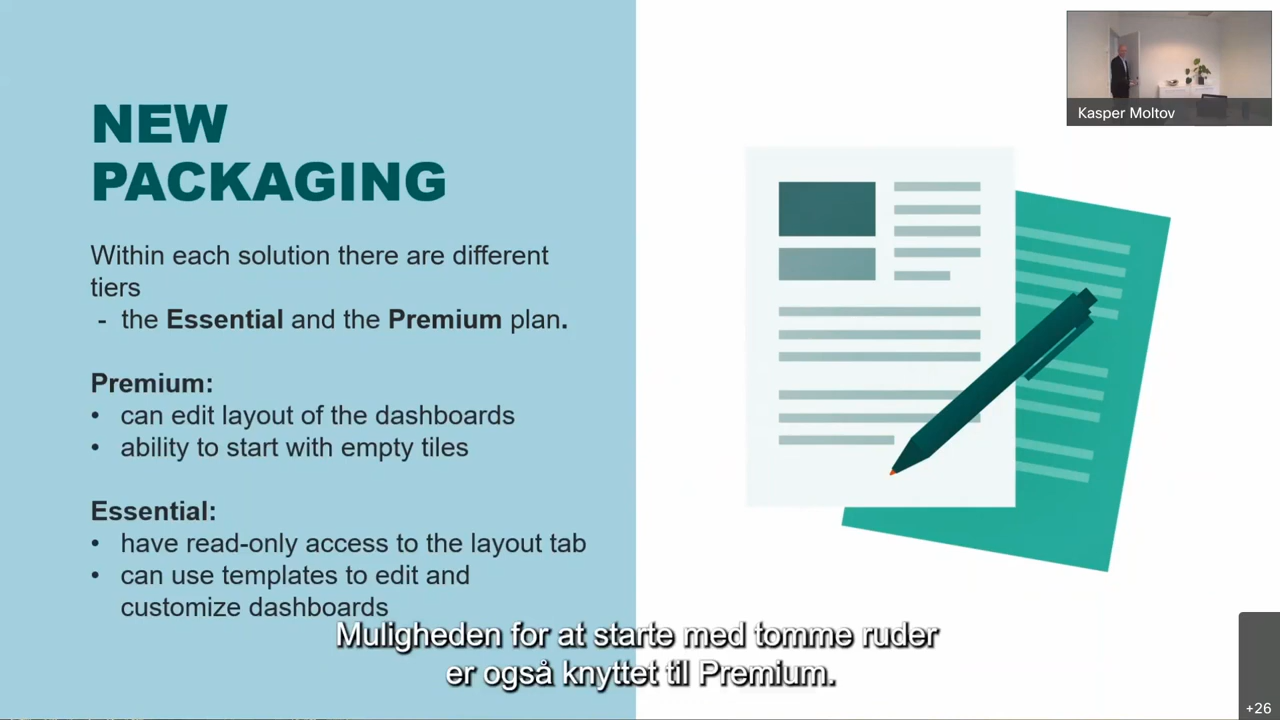 NEW
PACKAGING
Within each solution there are different
tiers
- the Essential and the Premium plan.
Premium:
• can edit layout of the dashboards
• ability to start with empty tiles
Essential:
• have read-only access to the layout tab
• can use templates to edit and
customize dashboards
Kasper Moltov
Muligheden for at starte med tomme ruder
er også knyttet til Premium.
+26